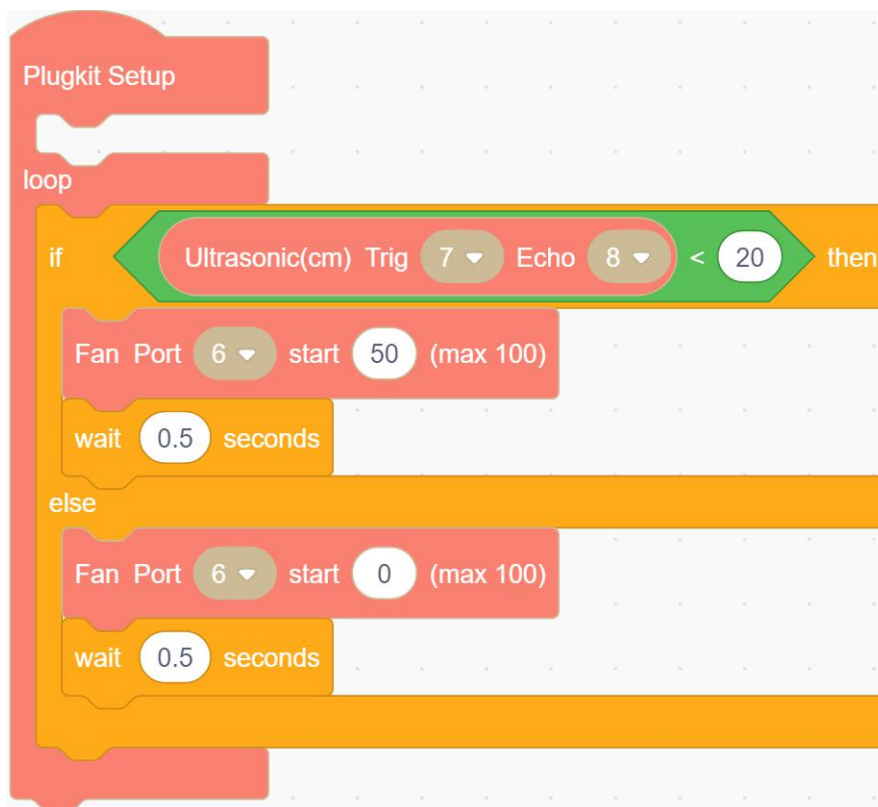 Plugkit Setup
loop
if Ultrasonic(cm) Trig 7 Echo 8 < 20 then
Fan Port 6 start 50 (max 100)
wait 0.5 seconds
else
Fan Port 6 start 0 (max 100)
wait 0.5 seconds